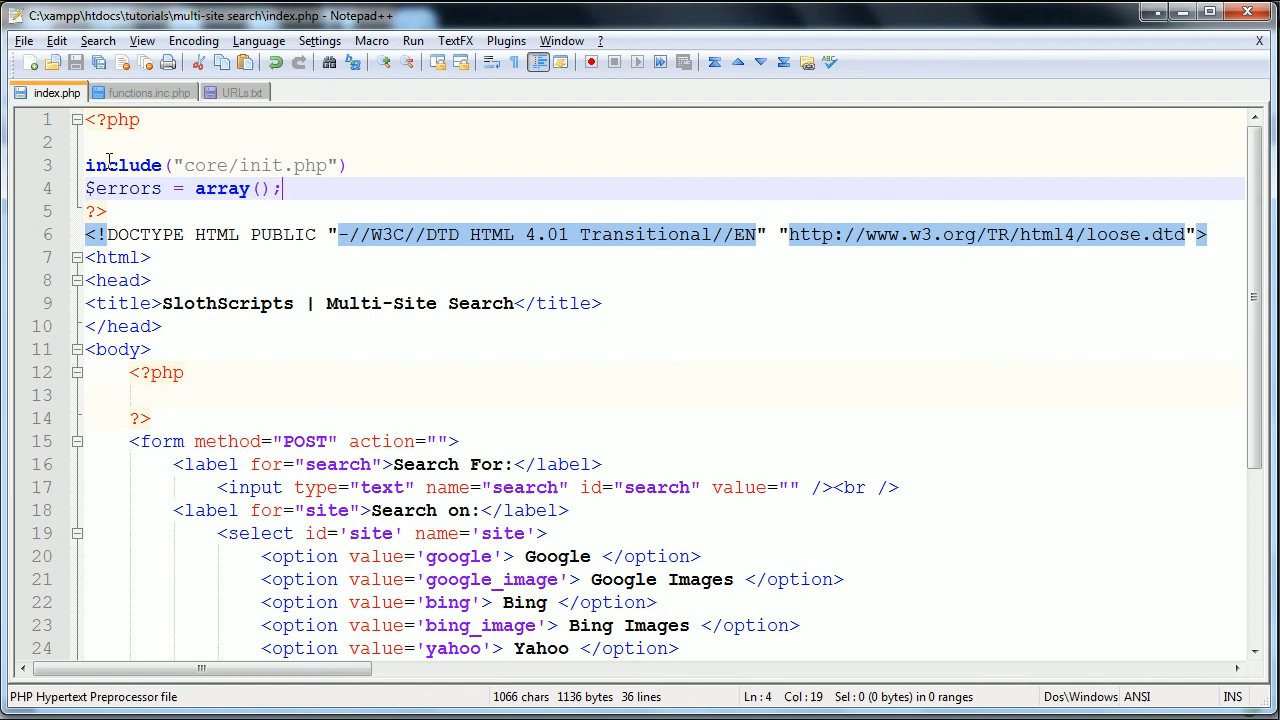 C:\xampp\htdocs\tutorials\multi-site search\index.php - Notepad++
File Edit Search View Encoding Language Settings Macro Run TextFX Plugins Window ? X
index.php functions.inc.php URLs.txt
1 <?php
2
3 include("core/init.php")
4 $errors = array();
5 ?>
6 <!DOCTYPE HTML PUBLIC "-//W3C//DTD HTML 4.01 Transitional//EN" "http://www.w3.org/TR/html4/loose.dtd">
7 <html>
8 <head>
9 <title>SlothScripts | Multi-Site Search</title>
10 </head>
11 <body>
12 <?php
13
14 ?>
15 <form method="POST" action="">
16 <label for="search">Search For:</label>
17 <input type="text" name="search" id="search" value="" /><br />
18 <label for="site">Search on:</label>
19 <select id='site' name='site'>
20 <option value='google'> Google </option>
21 <option value='google_image'> Google Images </option>
22 <option value='bing'> Bing </option>
23 <option value='bing_image'> Bing Images </option>
24 <option value='yahoo'> Yahoo </option>
PHP Hypertext Preprocessor file 1066 chars 1136 bytes 36 lines Ln : 4 Col : 19 Sel : 0 (0 bytes) in 0 ranges Dos\Windows ANSI INS